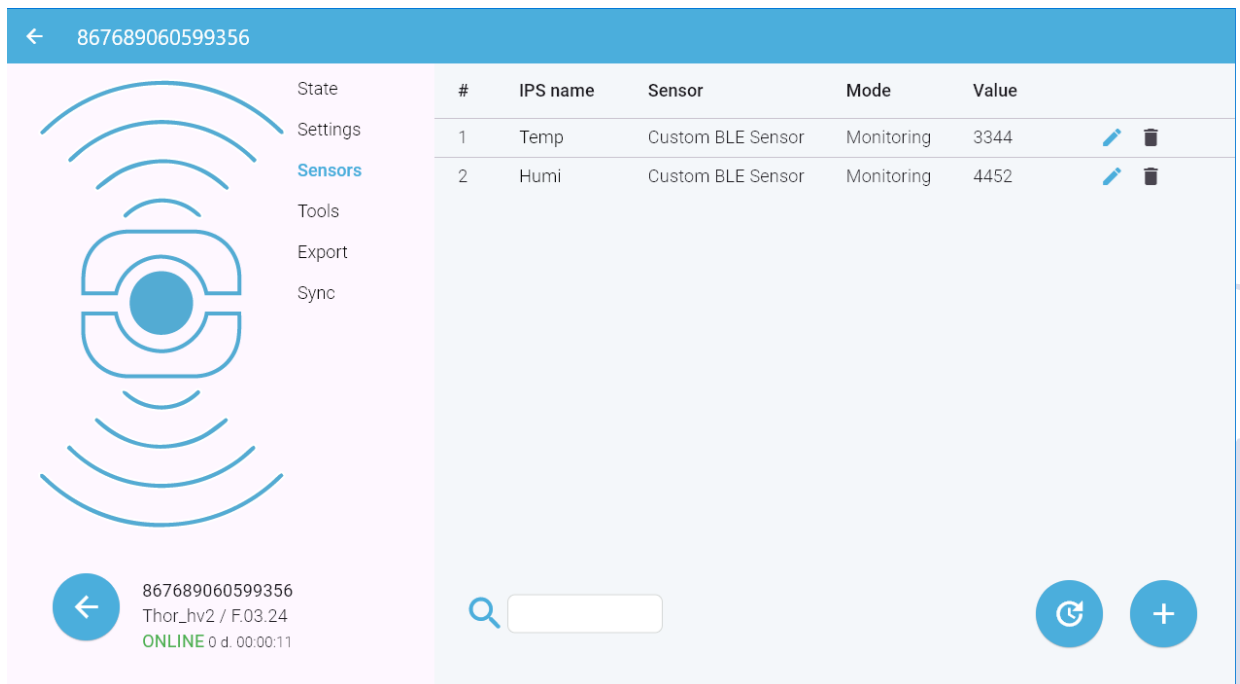 867689060599356
State
Settings
Sensors
Tools
Export
Sync
# IPS name Sensor Mode Value
1 Temp Custom BLE Sensor Monitoring 3344
2 Humi Custom BLE Sensor Monitoring 4452
867689060599356
Thor_hv2 / F.03.24
ONLINE 0 d. 00:00:11